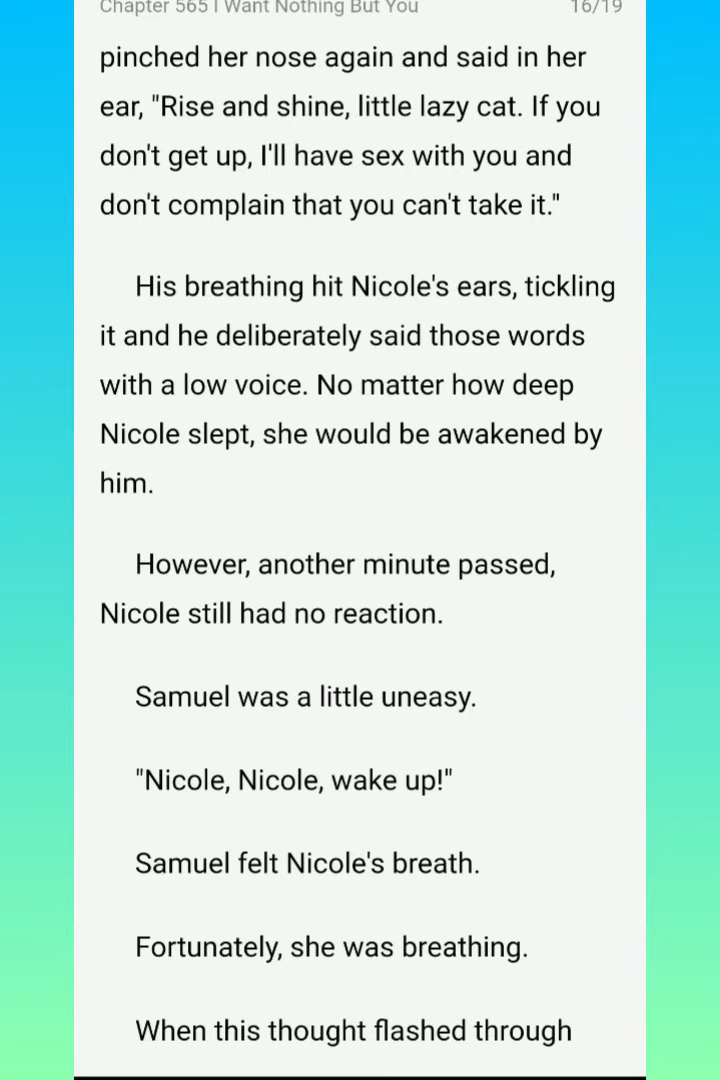 Chapter 565 I Want Nothing But You 16/19
pinched her nose again and said in her
ear, "Rise and shine, little lazy cat. If you
don't get up, I'll have sex with you and
don't complain that you can't take it."
His breathing hit Nicole's ears, tickling
it and he deliberately said those words
with a low voice. No matter how deep
Nicole slept, she would be awakened by
him.
However, another minute passed,
Nicole still had no reaction.
Samuel was a little uneasy.
"Nicole, Nicole, wake up!"
Samuel felt Nicole's breath.
Fortunately, she was breathing.
When this thought flashed through